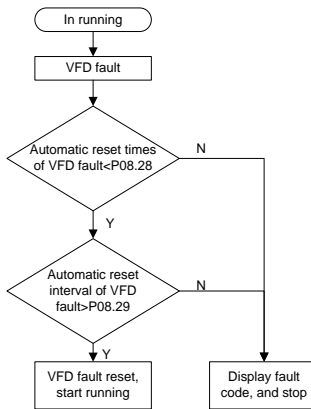 In running
VFD fault
Automatic reset times
of VFD fault<P08.28
N
Y
Automatic reset
interval of VFD
fault>P08.29
N
Y
VFD fault reset,
start running
Display fault
code, and stop